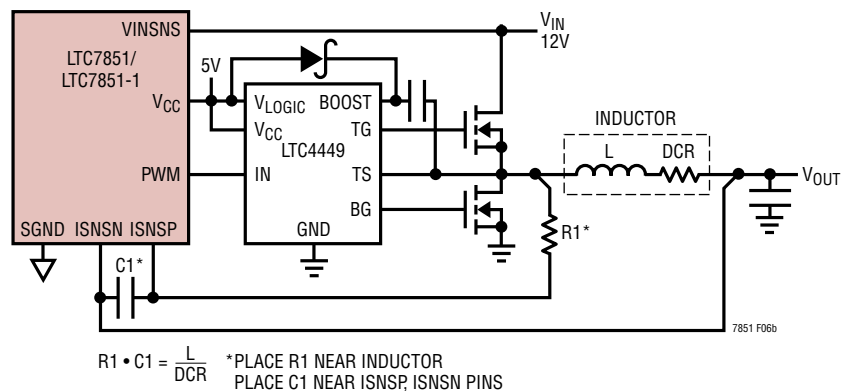 VINSNS
V_IN
12V
LTC7851/
LTC7851-1
5V
V_CC
V_LOGIC BOOST
V_CC TG
LTC4449
PWM
IN TS
BG
GND
INDUCTOR
L DCR
V_OUT
SGND ISNSN ISNSP
C1*
R1*
7851 F06b
R1 • C1 = L/DCR *PLACE R1 NEAR INDUCTOR
PLACE C1 NEAR ISNSP, ISNSN PINS